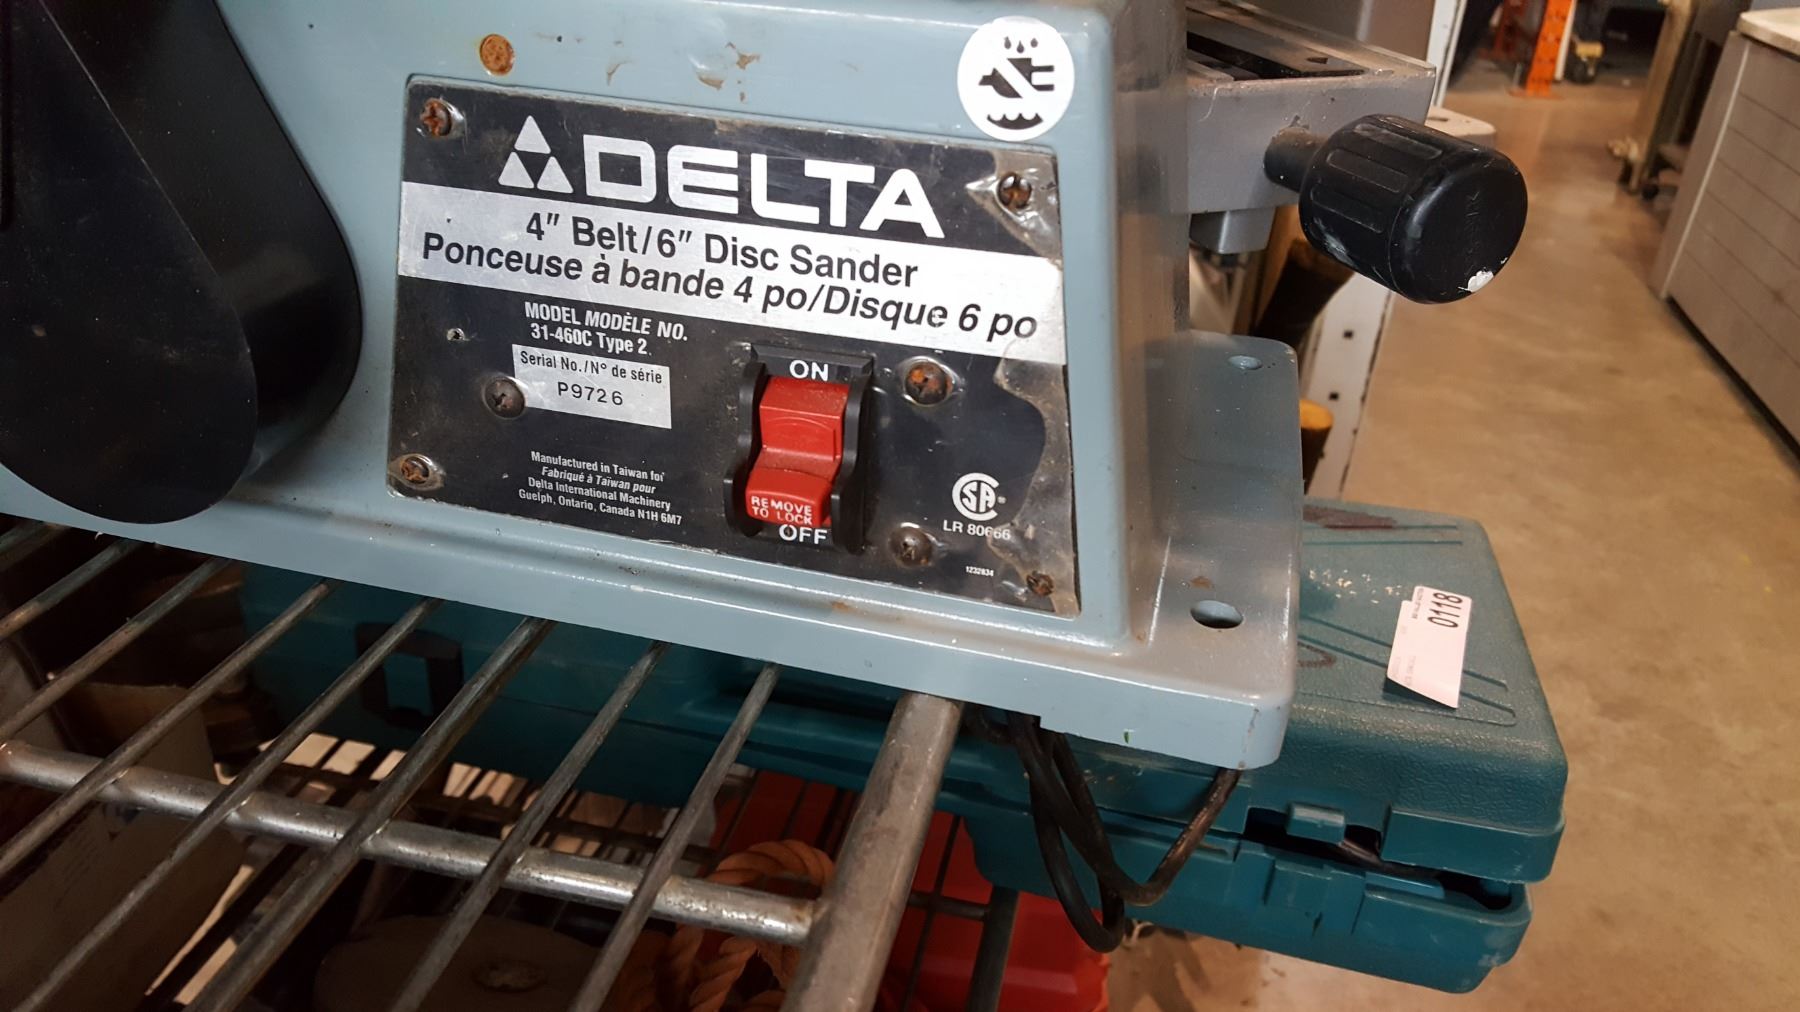 DELTA
4" Belt/6" Disc Sander
Ponceuse à bande 4 po/Disque 6 po
MODEL MODÈLE NO.
31-460C Type 2
Serial No./N° de série
P9726
Manufactured in Taiwan for
Fabriqué à Taïwan pour
Delta International Machinery
Guelph, Ontario, Canada N1H 6M7
ON
REMOVE
TO LOCK
OFF
SA
LR 80666
1232834
0118